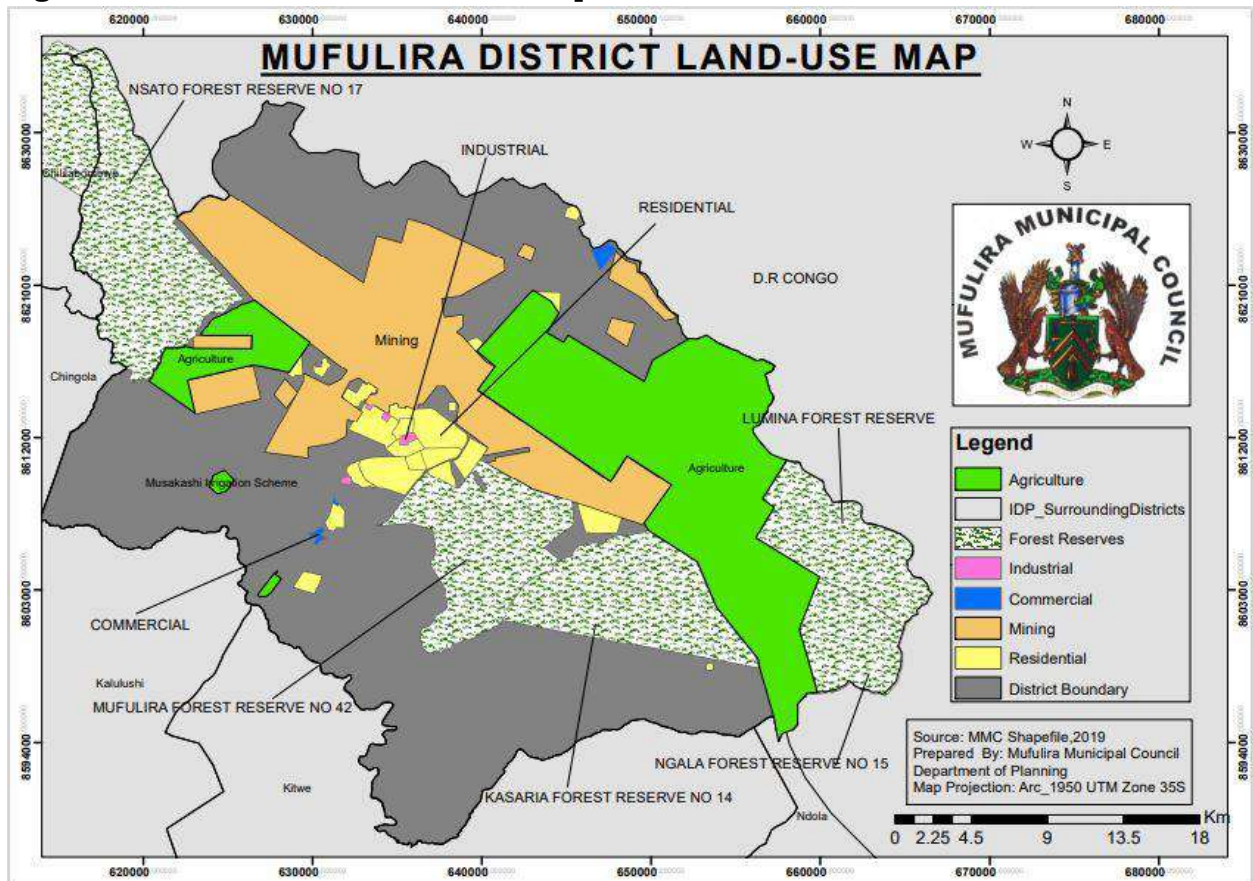 620000 630000 640000 650000 660000 670000 680000
MUFULIRA DISTRICT LAND-USE MAP
NSATO FOREST RESERVE NO 17
INDUSTRIAL
RESIDENTIAL
N
W E
S
8630000 8630000
MUFULIRA MUNICIPAL COUNCIL
D.R CONGO
8621000 8621000
Mining
Agriculture
Chingola
LUMINA FOREST RESERVE
8612000 8612000
Agriculture
Musakashi Irrigation Scheme
Legend
Agriculture
IDP_SurroundingDistricts
Forest Reserves
Industrial
Commercial
Mining
Residential
District Boundary
8603000 8603000
COMMERCIAL
Kalulushi
MUFULIRA FOREST RESERVE NO 42
8594000 8594000
NGALA FOREST RESERVE NO 15
Kitwe
KASARIA FOREST RESERVE NO 14
Ndola
Source: MMC Shapefile,2019
Prepared By: Mufulira Municipal Council
Department of Planning
Map Projection: Arc_1950 UTM Zone 35S
Km
0 2.25 4.5 9 13.5 18
620000 630000 640000 650000 660000 670000 680000